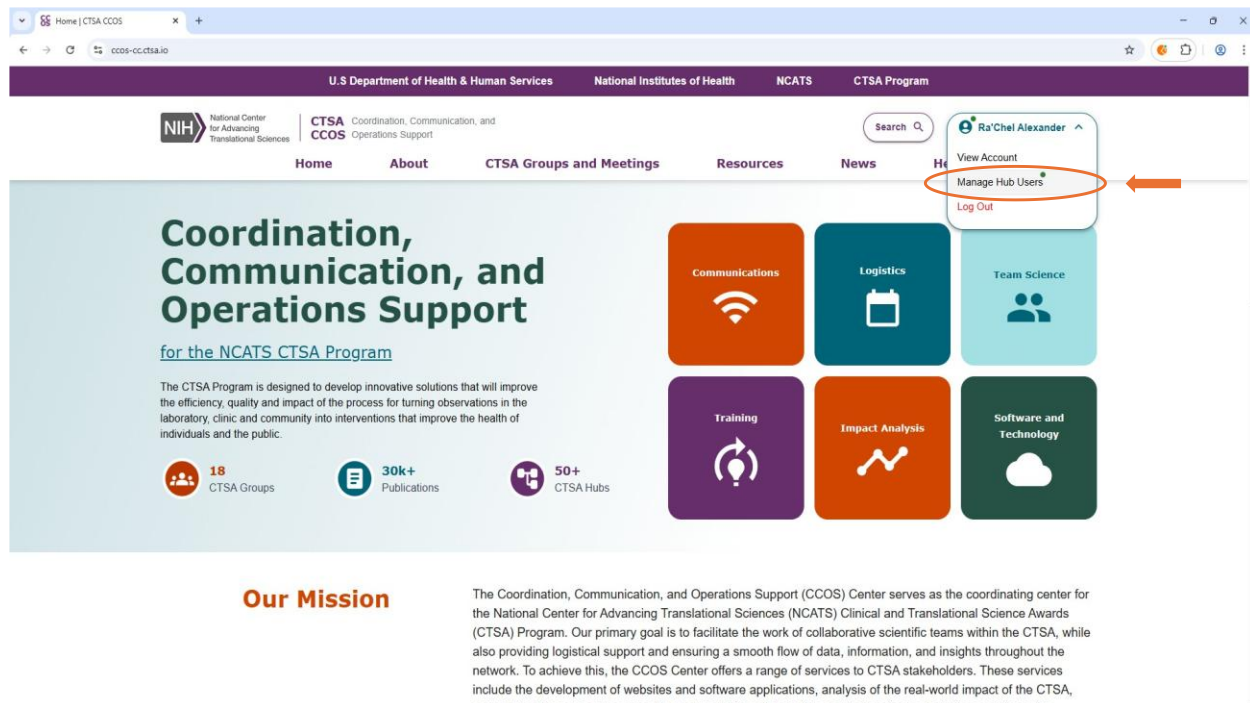 Home | CTSA CCOS
ccos-cc.ctsa.io
U.S Department of Health & Human Services National Institutes of Health NCATS CTSA Program
NIH National Center
for Advancing
Translational Sciences
CTSA Coordination, Communication, and
CCOS Operations Support
Search
Ra'Chel Alexander
Home About CTSA Groups and Meetings Resources News
View Account
Manage Hub Users
Log Out
Coordination,
Communication, and
Operations Support
for the NCATS CTSA Program
The CTSA Program is designed to develop innovative solutions that will improve
the efficiency, quality and impact of the process for turning observations in the
laboratory, clinic and community into interventions that improve the health of
individuals and the public.
18
CTSA Groups
30k+
Publications
50+
CTSA Hubs
Communications
Logistics
Team Science
Training
Impact Analysis
Software and
Technology
Our Mission
The Coordination, Communication, and Operations Support (CCOS) Center serves as the coordinating center for
the National Center for Advancing Translational Sciences (NCATS) Clinical and Translational Science Awards
(CTSA) Program. Our primary goal is to facilitate the work of collaborative scientific teams within the CTSA, while
also providing logistical support and ensuring a smooth flow of data, information, and insights throughout the
network. To achieve this, the CCOS Center offers a range of services to CTSA stakeholders. These services
include the development of websites and software applications, analysis of the real-world impact of the CTSA,